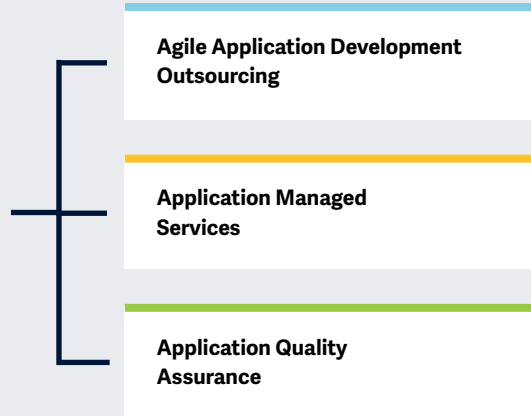 Agile Application Development
Outsourcing
Application Managed
Services
Application Quality
Assurance